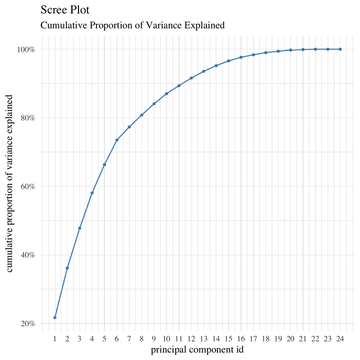 Scree Plot
Cumulative Proportion of Variance Explained
cumulative proportion of variance explained
100%
80%
60%
40%
20%
1 2 3 4 5 6 7 8 9 10 11 12 13 14 15 16 17 18 19 20 21 22 23 24
principal component id